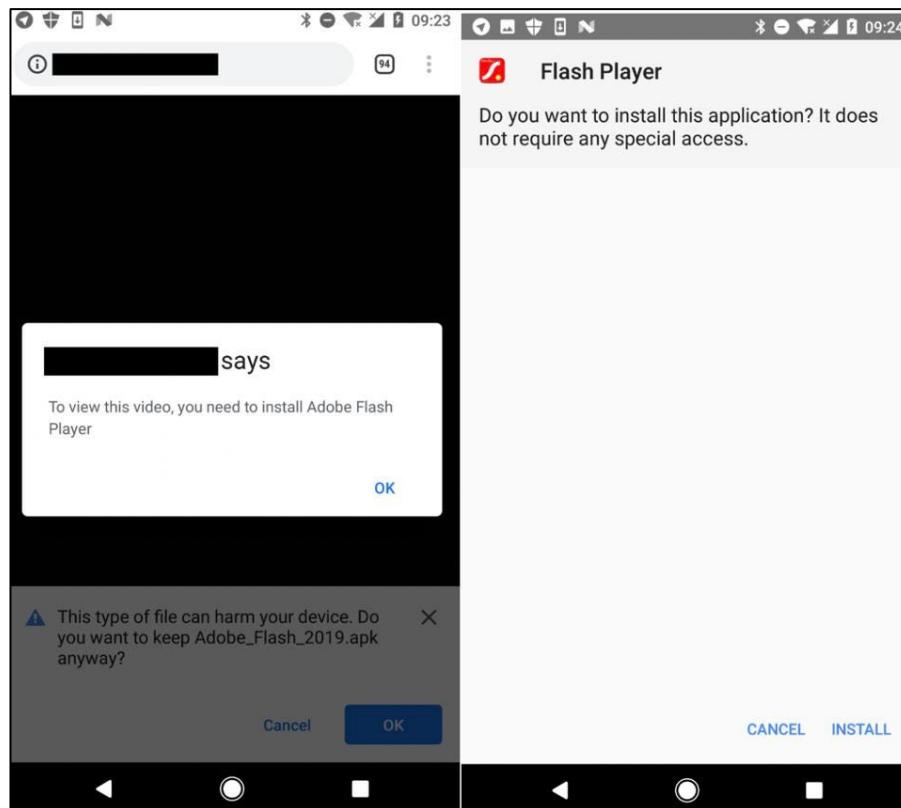 09:23
94
says
To view this video, you need to install Adobe Flash
Player
OK
This type of file can harm your device. Do
you want to keep Adobe_Flash_2019.apk
anyway?
Cancel
OK
09:24
Flash Player
Do you want to install this application? It does
not require any special access.
CANCEL
INSTALL